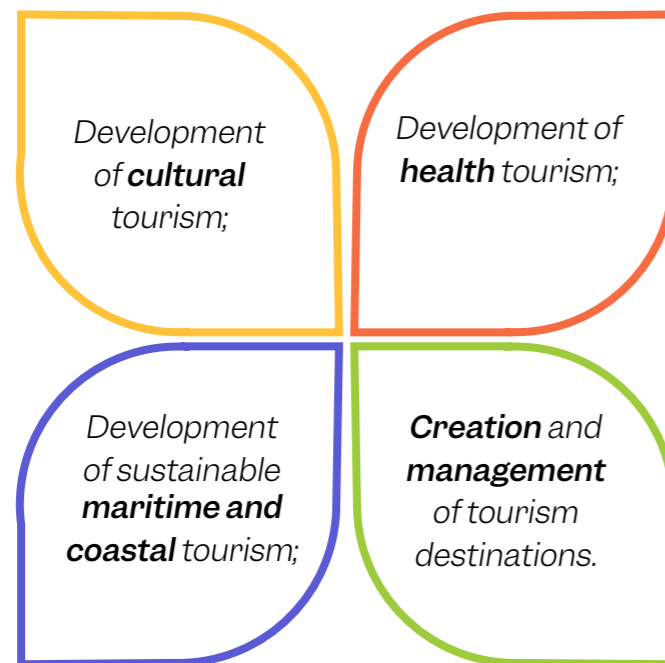 Development
of cultural
tourism;
Development of
health tourism;
Development
of sustainable
maritime and
coastal tourism;
Creation and
management
of tourism
destinations.